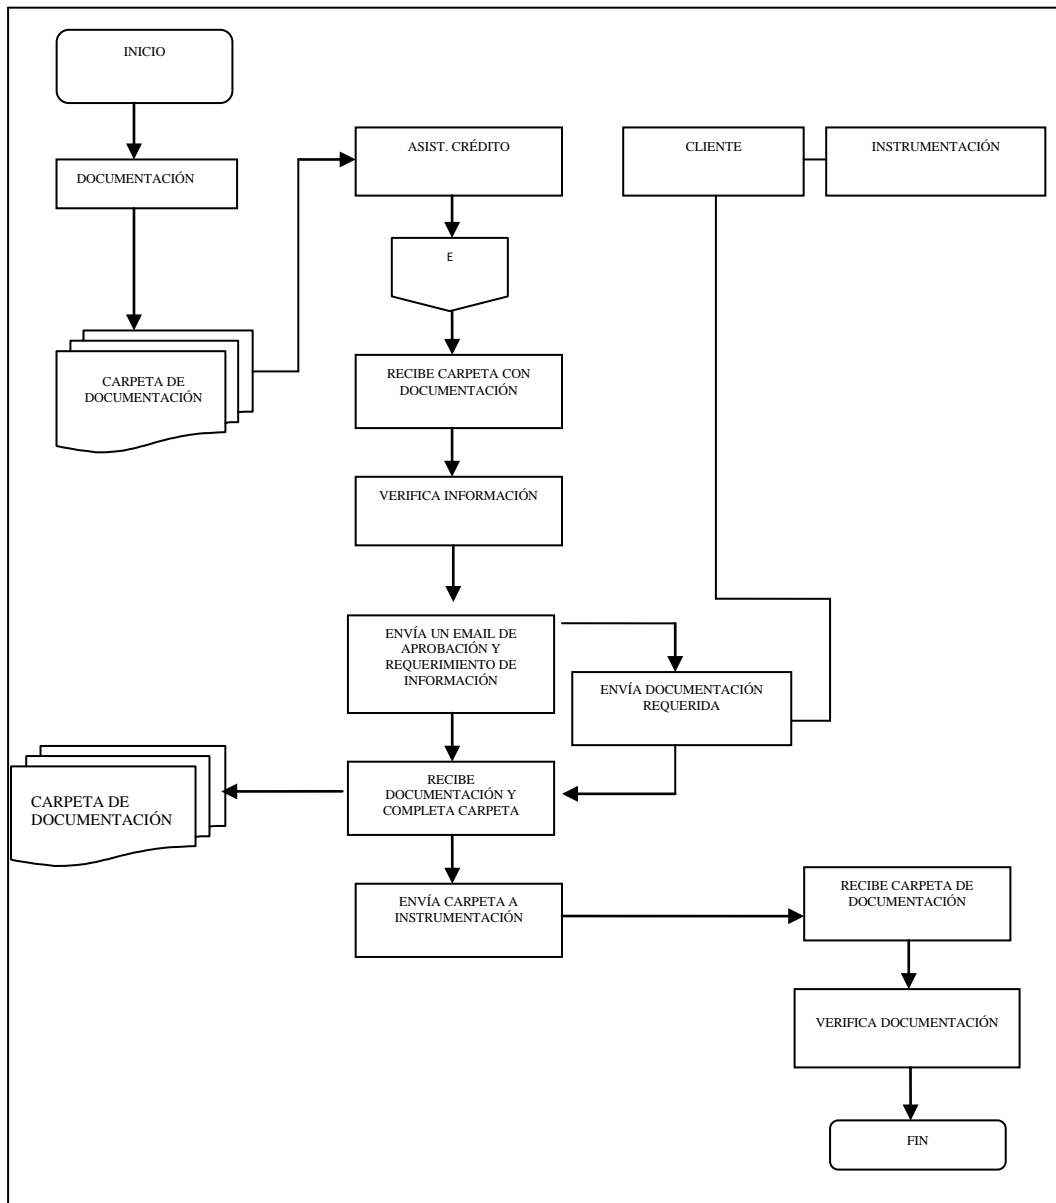 INICIO
DOCUMENTACIÓN
CARPETA DE
DOCUMENTACIÓN
ASIST. CRÉDITO
CLIENTE
INSTRUMENTACIÓN
E
RECIBE CARPETA CON
DOCUMENTACIÓN
VERIFICA INFORMACIÓN
ENVÍA UN EMAIL DE
APROBACIÓN Y
REQUERIMIENTO DE
INFORMACIÓN
ENVÍA DOCUMENTACIÓN
REQUERIDA
RECIBE
DOCUMENTACIÓN Y
COMPLETA CARPETA
CARPETA DE
DOCUMENTACIÓN
ENVÍA CARPETA A
INSTRUMENTACIÓN
RECIBE CARPETA DE
DOCUMENTACIÓN
VERIFICA DOCUMENTACIÓN
FIN